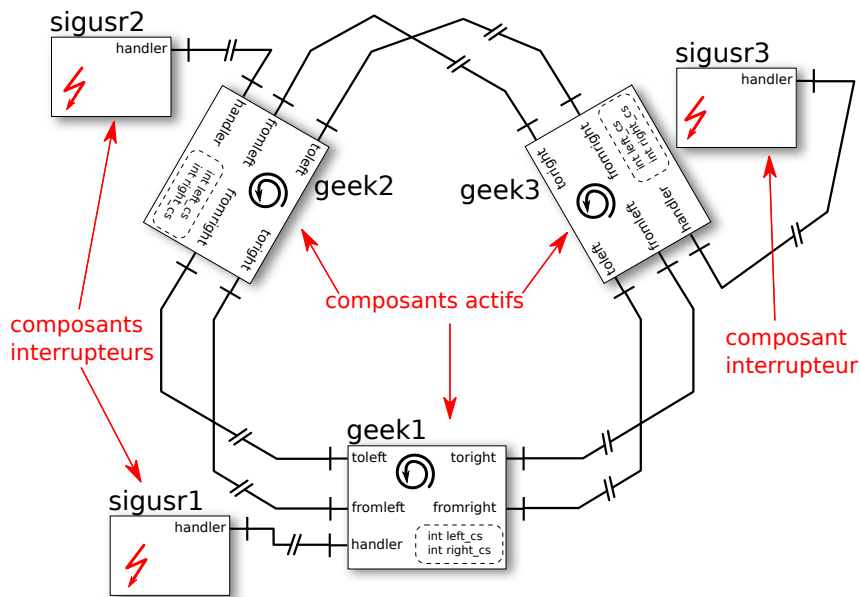 sigusr2
handler
sigusr3
handler
handler
fromleft
toleft
int left_cs
int right_cs
fromright
toright
geek2
toright
fromright
int left_cs
int right_cs
geek3
toleft
fromleft
handler
composants actifs
composants
interrupteurs
composant
interrupteur
geek1
toleft
toright
fromleft
fromright
handler
int left_cs
int right_cs
sigusr1
handler